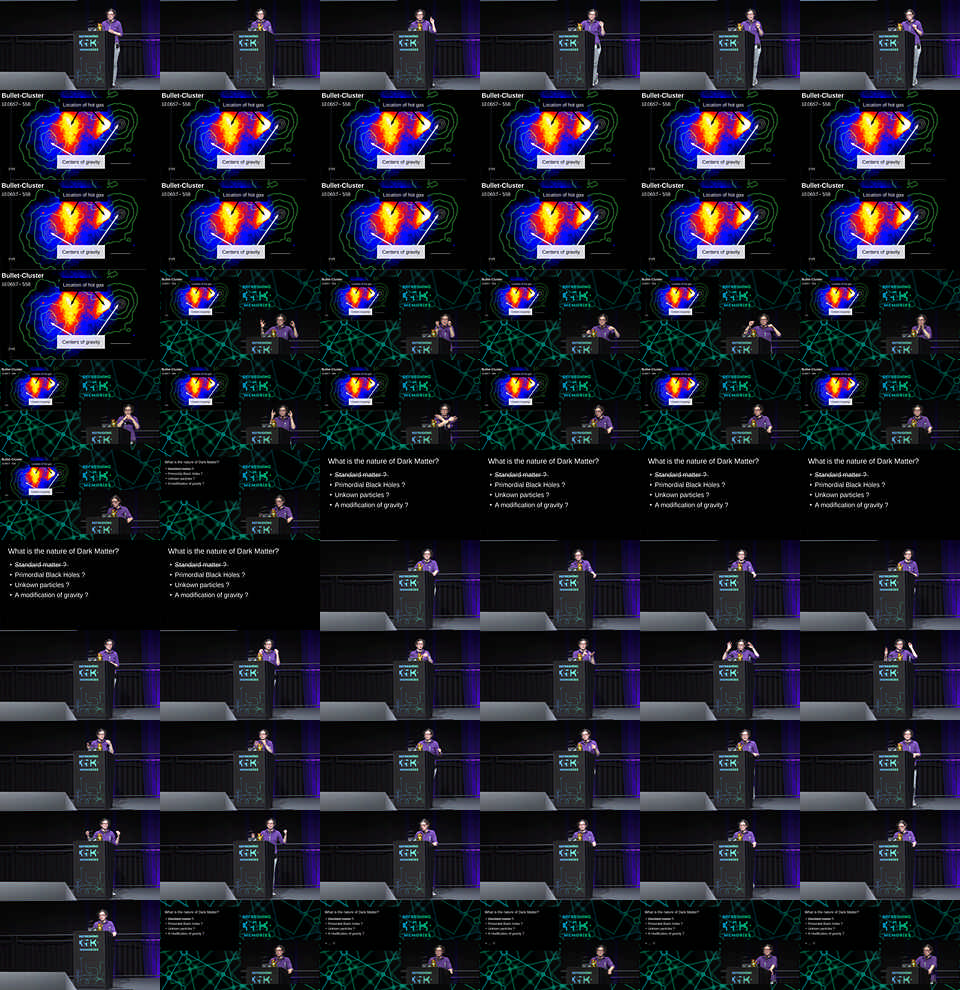 Bullet-Cluster
1E0657 - 558
Location of hot gas
Centers of gravity
REFRESHING
MEMORIES
What is the nature of Dark Matter?
• Standard matter ?
• Primordial Black Holes ?
• Unkown particles ?
• A modification of gravity ?